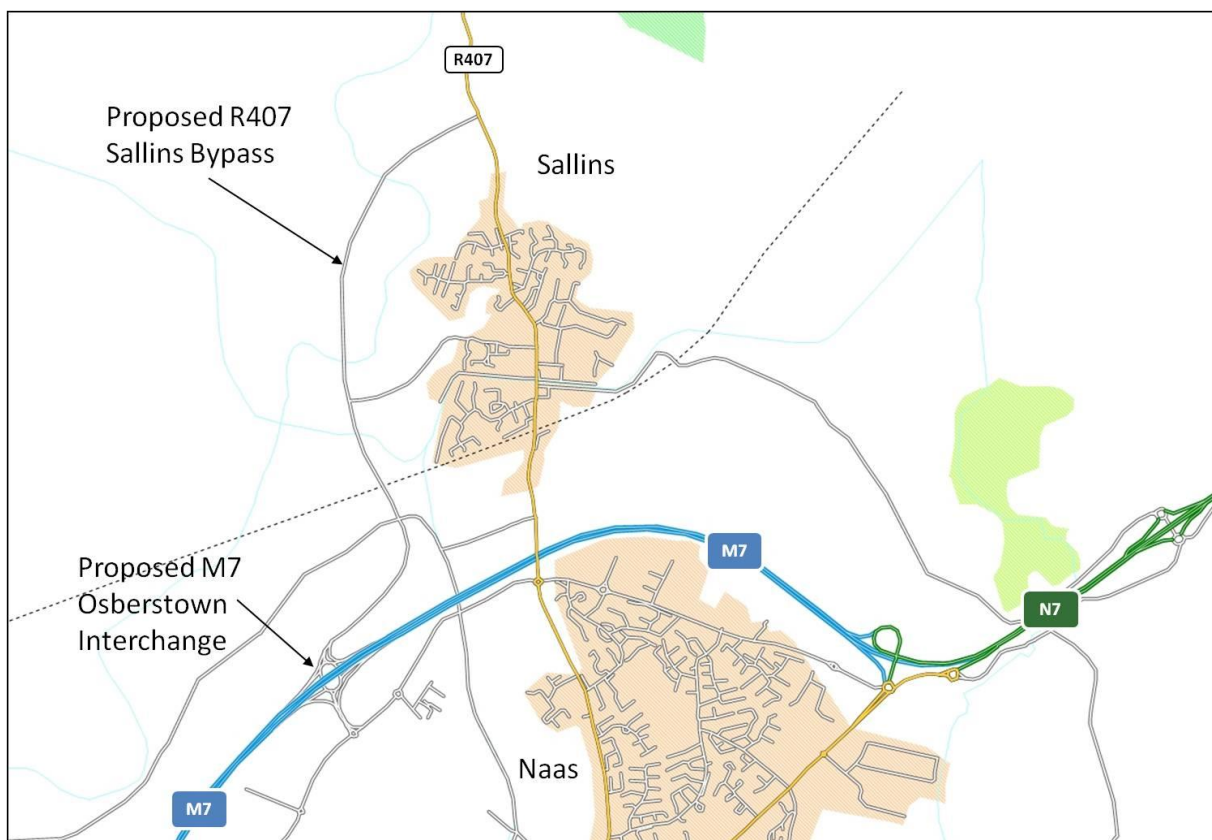 R407
Proposed R407
Sallins Bypass
Sallins
M7
Proposed M7
Osberstown
Interchange
N7
Naas
M7